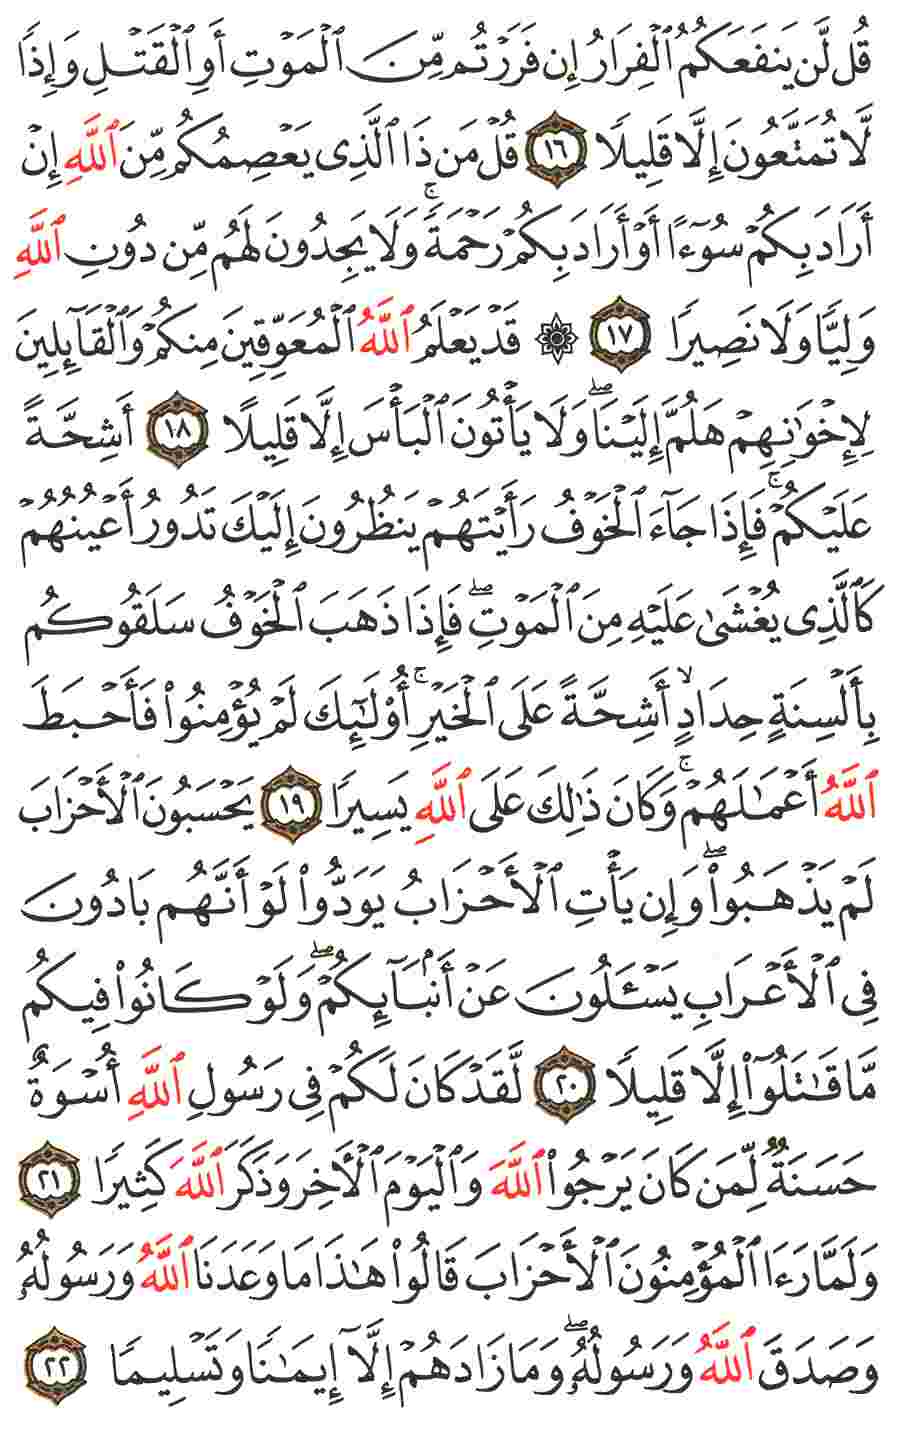 قُل لَّن يَنفَعَكُمُ ٱلْفِرَارُ إِن فَرَرْتُم مِّنَ ٱلْمَوْتِ أَوِ ٱلْقَتْلِ وَإِذًا
لَّا تُمَتَّعُونَ إِلَّا قَلِيلًا ١٦ قُلْ مَن ذَا ٱلَّذِى يَعْصِمُكُم مِّنَ ٱللَّهِ إِنْ
أَرَادَ بِكُمْ سُوٓءًا أَوْ أَرَادَ بِكُمْ رَحْمَةً ۚ وَلَا يَجِدُونَ لَهُم مِّن دُونِ ٱللَّهِ
وَلِيًّا وَلَا نَصِيرًا ١٧ ۞ قَدْ يَعْلَمُ ٱللَّهُ ٱلْمُعَوِّقِينَ مِنكُمْ وَٱلْقَآئِلِينَ
لِإِخْوَٰنِهِمْ هَلُمَّ إِلَيْنَا ۖ وَلَا يَأْتُونَ ٱلْبَأْسَ إِلَّا قَلِيلًا ١٨ أَشِحَّةً
عَلَيْكُمْ ۚ فَإِذَا جَآءَ ٱلْخَوْفُ رَأَيْتَهُمْ يَنظُرُونَ إِلَيْكَ تَدُورُ أَعْيُنُهُمْ
كَٱلَّذِى يُغْشَىٰ عَلَيْهِ مِنَ ٱلْمَوْتِ ۖ فَإِذَا ذَهَبَ ٱلْخَوْفُ سَلَقُوكُم
بِأَلْسِنَةٍ حِدَادٍ أَشِحَّةً عَلَى ٱلْخَيْرِ ۚ أُو۟لَٰٓئِكَ لَمْ يُؤْمِنُوا۟ فَأَحْبَطَ
ٱللَّهُ أَعْمَٰلَهُمْ ۚ وَكَانَ ذَٰلِكَ عَلَى ٱللَّهِ يَسِيرًا ١٩ يَحْسَبُونَ ٱلْأَحْزَابَ
لَمْ يَذْهَبُوا۟ ۖ وَإِن يَأْتِ ٱلْأَحْزَابُ يَوَدُّوا۟ لَوْ أَنَّهُم بَادُونَ
فِى ٱلْأَعْرَابِ يَسْـَٔلُونَ عَنْ أَنۢبَآئِكُمْ ۖ وَلَوْ كَانُوا۟ فِيكُم
مَّا قَٰتَلُوٓا۟ إِلَّا قَلِيلًا ٢٠ لَّقَدْ كَانَ لَكُمْ فِى رَسُولِ ٱللَّهِ أُسْوَةٌ
حَسَنَةٌ لِّمَن كَانَ يَرْجُوا۟ ٱللَّهَ وَٱلْيَوْمَ ٱلْءَاخِرَ وَذَكَرَ ٱللَّهَ كَثِيرًا ٢١
وَلَمَّا رَءَا ٱلْمُؤْمِنُونَ ٱلْأَحْزَابَ قَالُوا۟ هَٰذَا مَا وَعَدَنَا ٱللَّهُ وَرَسُولُهُۥ
وَصَدَقَ ٱللَّهُ وَرَسُولُهُۥ ۚ وَمَا زَادَهُمْ إِلَّآ إِيمَٰنًا وَتَسْلِيمًا ٢٢